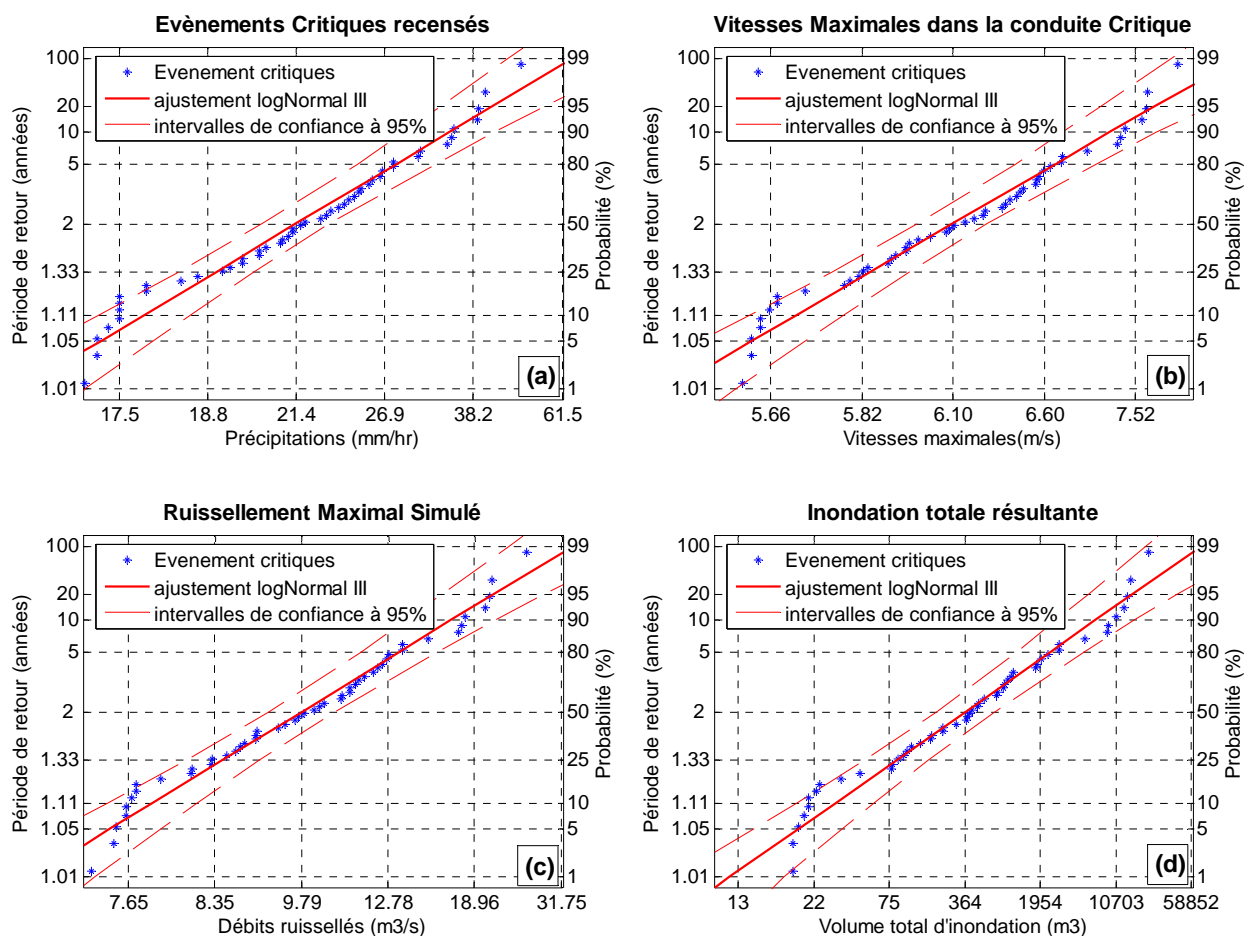 Evènements Critiques recensés
Période de retour (années)
100
20
10
5
2
1.33
1.11
1.05
1.01
Evenement critiques
ajustement logNormal III
intervalles de confiance à 95%
99
95
90
80
50
25
10
5
1
Probabilité (%)
(a)
17.5 18.8 21.4 26.9 38.2 61.5
Précipitations (mm/hr)
Vitesses Maximales dans la conduite Critique
Période de retour (années)
100
20
10
5
2
1.33
1.11
1.05
1.01
Evenement critiques
ajustement logNormal III
intervalles de confiance à 95%
99
95
90
80
50
25
10
5
1
Probabilité (%)
(b)
5.66 5.82 6.10 6.60 7.52
Vitesses maximales(m/s)
Ruissellement Maximal Simulé
Période de retour (années)
100
20
10
5
2
1.33
1.11
1.05
1.01
Evenement critiques
ajustement logNormal III
intervalles de confiance à 95%
99
95
90
80
50
25
10
5
1
Probabilité (%)
(c)
7.65 8.35 9.79 12.78 18.96 31.75
Débits ruissellés (m3/s)
Inondation totale résultante
Période de retour (années)
100
20
10
5
2
1.33
1.11
1.05
1.01
Evenement critiques
ajustement logNormal III
intervalles de confiance à 95%
99
95
90
80
50
25
10
5
1
Probabilité (%)
(d)
13 22 75 364 1954 10703 58852
Volume total d'inondation (m3)